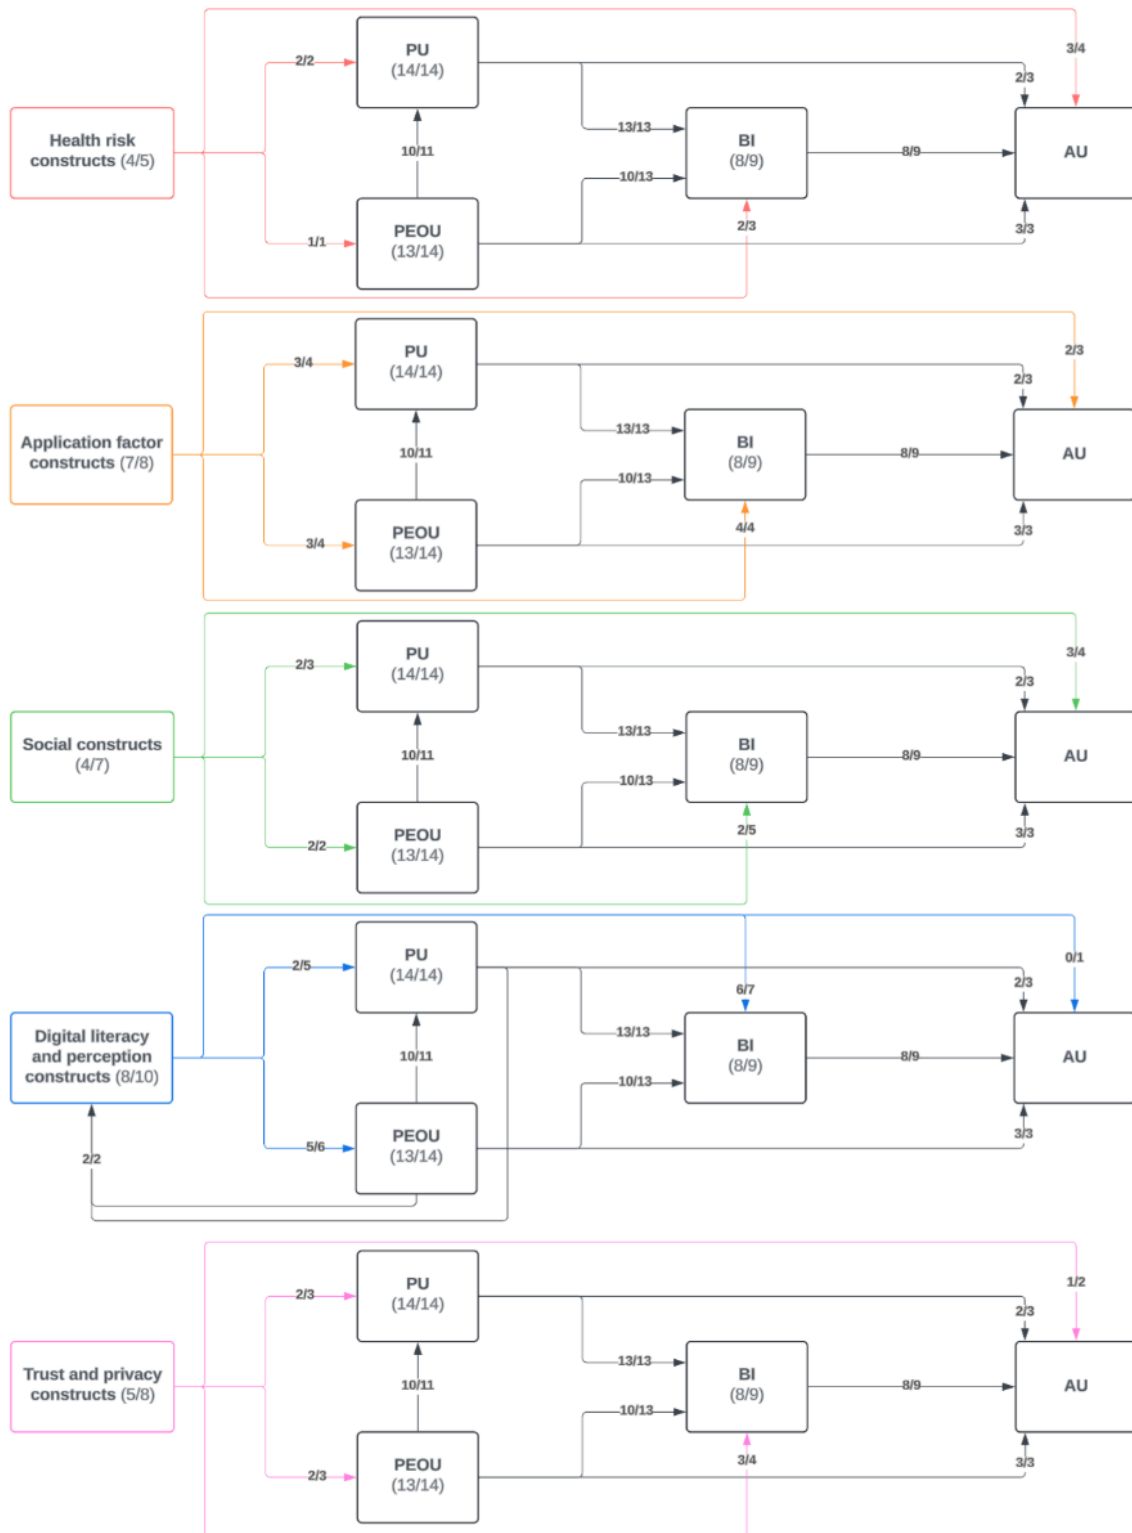 PU
(14/14)
3/4
2/2
2/3
Health risk
constructs (4/5)
13/13
BI
(8/9)
8/9
AU
10/11
10/13
PEOU
(13/14)
1/1
2/3
3/3
PU
(14/14)
2/3
3/4
2/3
Application factor
constructs (7/8)
13/13
BI
(8/9)
8/9
AU
10/11
10/13
PEOU
(13/14)
3/4
4/4
3/3
PU
(14/14)
3/4
2/3
2/3
Social constructs
(4/7)
13/13
BI
(8/9)
8/9
AU
10/11
10/13
PEOU
(13/14)
2/2
2/5
3/3
PU
(14/14)
0/1
2/5
2/3
6/7
Digital literacy
and perception
constructs (8/10)
13/13
BI
(8/9)
8/9
AU
10/11
10/13
PEOU
(13/14)
5/6
3/3
2/2
PU
(14/14)
1/2
2/3
2/3
Trust and privacy
constructs (5/8)
13/13
BI
(8/9)
8/9
AU
10/11
10/13
PEOU
(13/14)
2/3
3/4
3/3